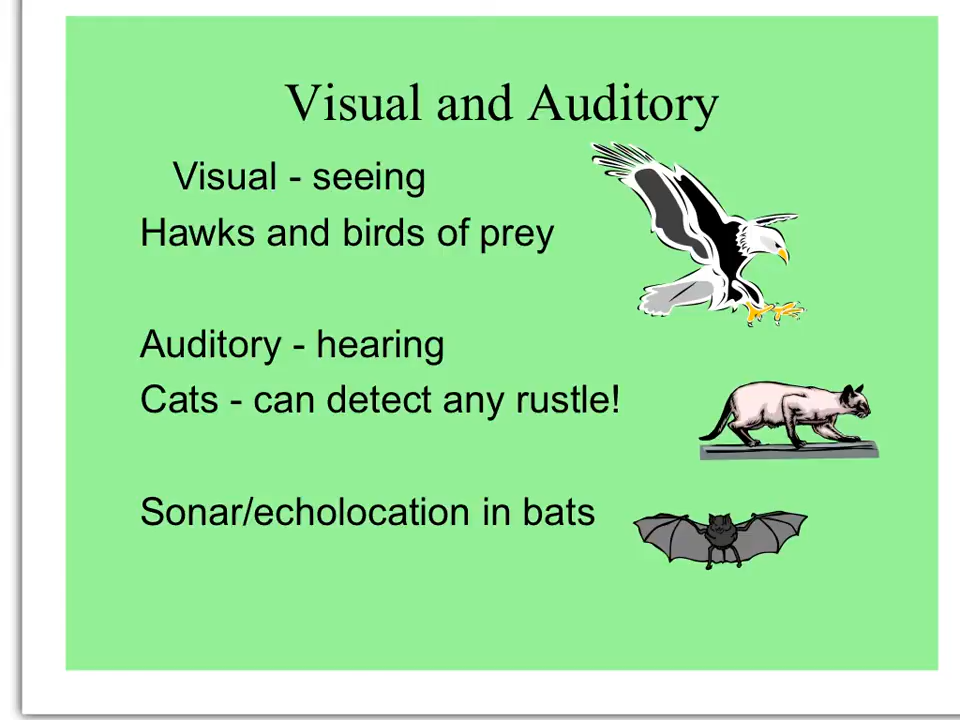 Visual and Auditory
Visual - seeing
Hawks and birds of prey
Auditory - hearing
Cats - can detect any rustle!
Sonar/echolocation in bats